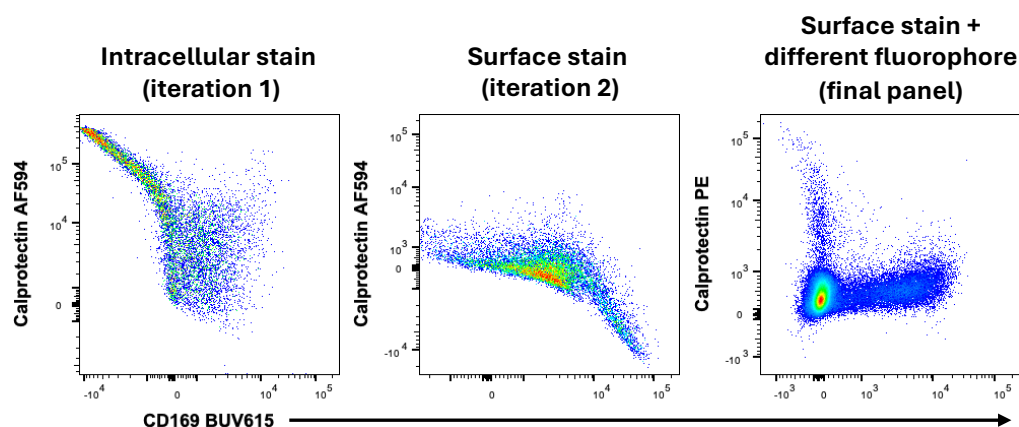 Intracellular stain
(iteration 1)
Surface stain
(iteration 2)
Surface stain +
different fluorophore
(final panel)
Calprotectin AF594
10^5
10^4
0
-10^4
0
10^4
10^5
Calprotectin AF594
10^5
10^4
10^3
0
-10^4
0
10^4
10^5
Calprotectin PE
10^5
10^4
10^3
0
-10^3
-10^3
0
10^3
10^4
10^5
CD169 BUV615